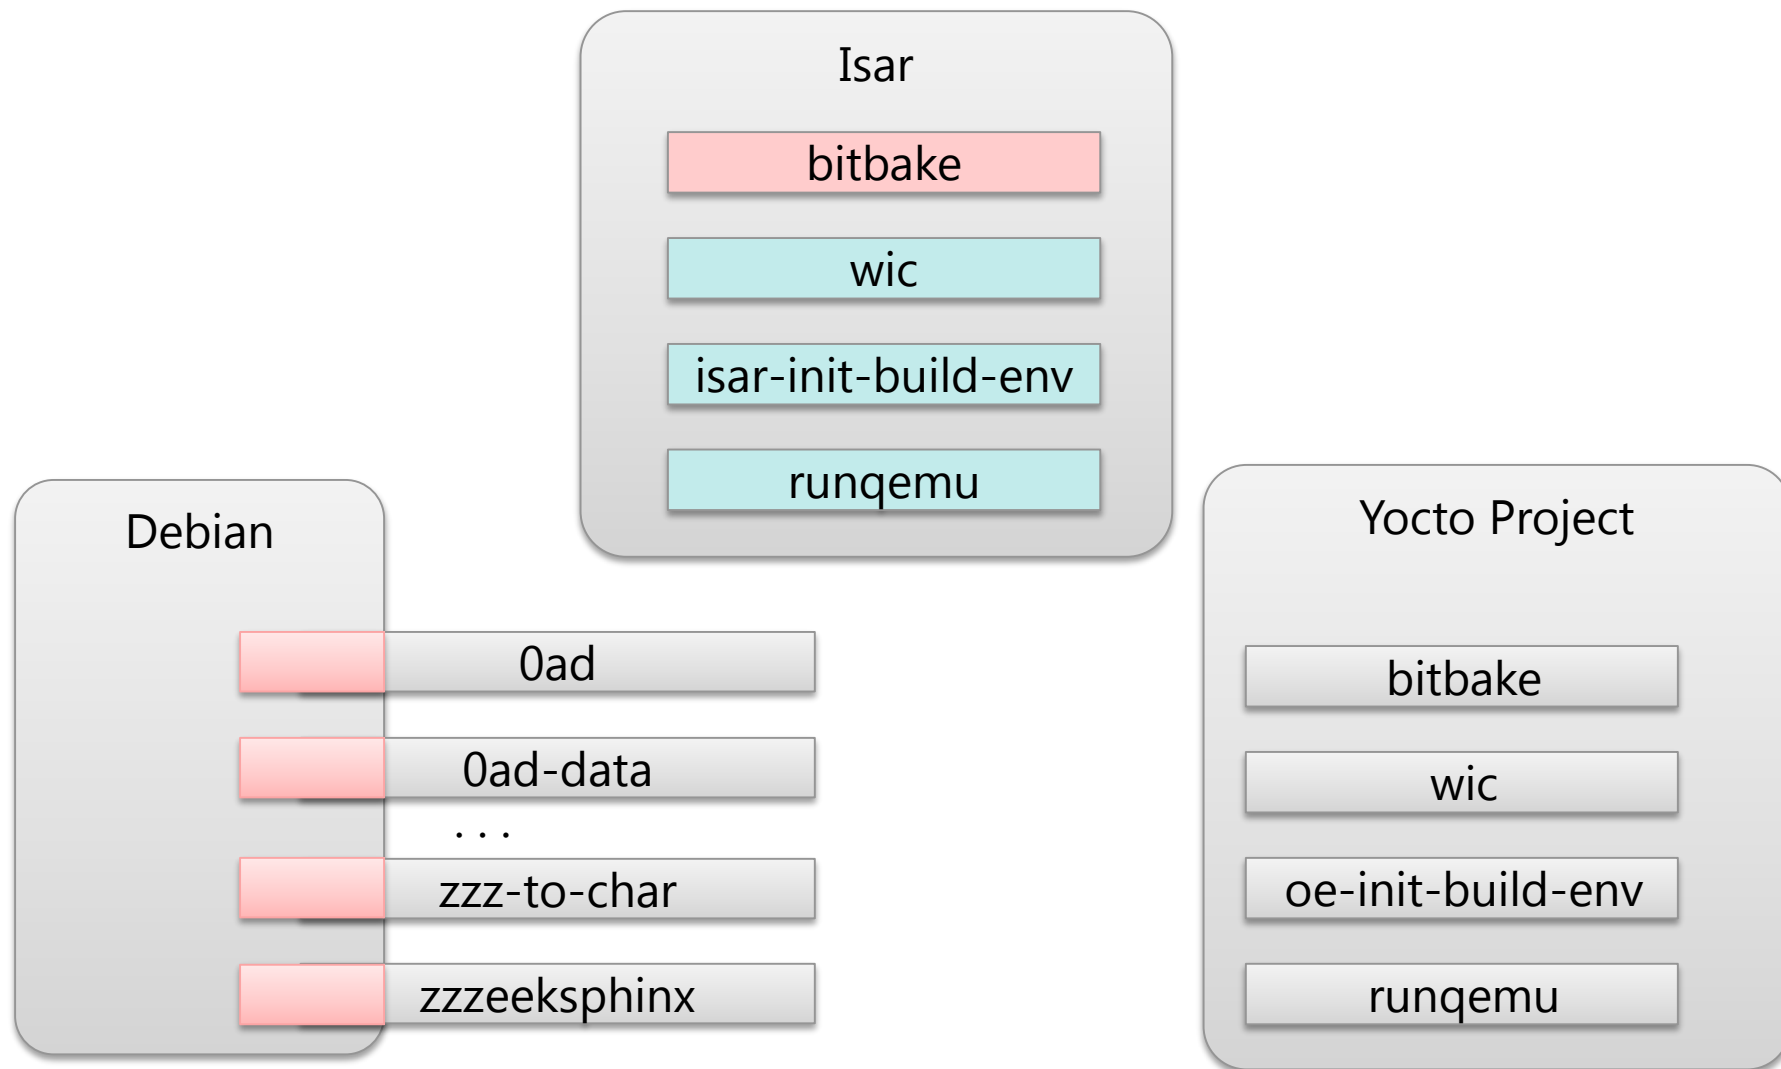 Isar
bitbake
wic
isar-init-build-env
runqemu
Debian
0ad
0ad-data
...
zzz-to-char
zzzeeksphinx
Yocto Project
bitbake
wic
oe-init-build-env
runqemu